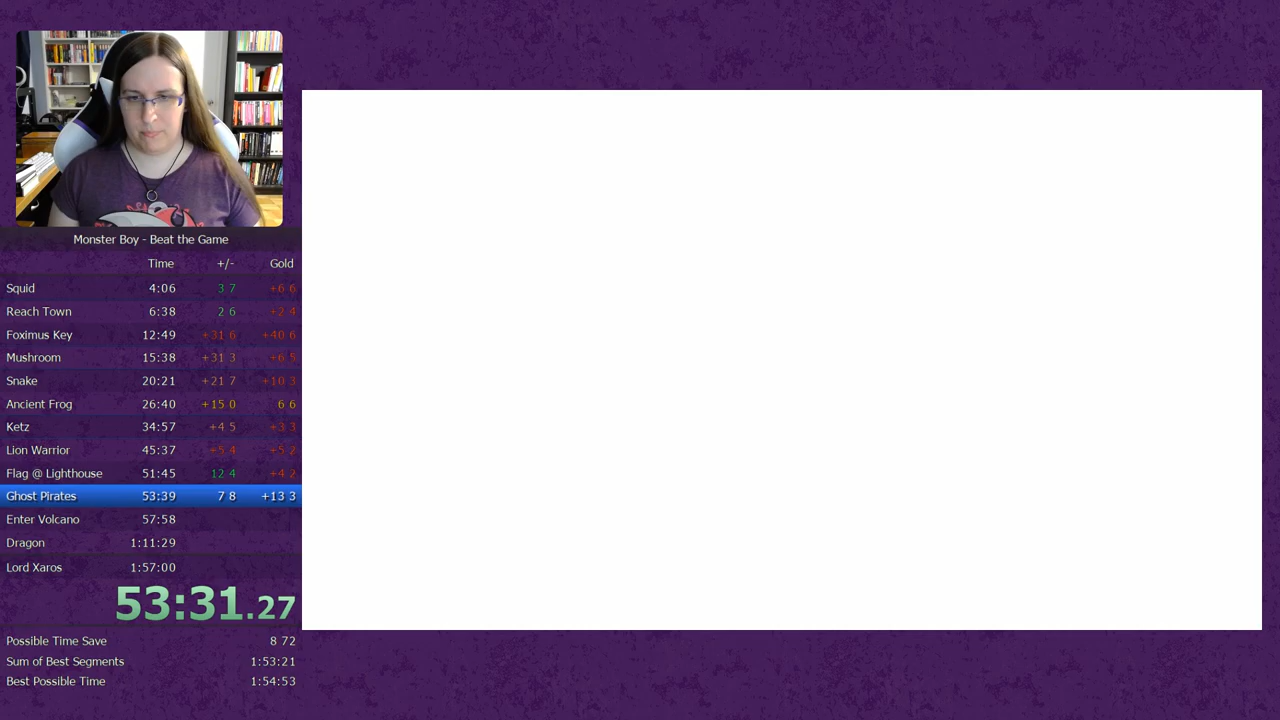 Monster Boy - Beat the Game
Time +/- Gold
Squid 4:06 3 7 +6 6
Reach Town 6:38 2 6 +2 4
Foximus Key 12:49 +31 6 +40 6
Mushroom 15:38 +31 3 +6 5
Snake 20:21 +21 7 +10 3
Ancient Frog 26:40 +15 0 6 6
Ketz 34:57 +4 5 +3 3
Lion Warrior 45:37 +5 4 +5 2
Flag @ Lighthouse 51:45 12 4 +4 2
Ghost Pirates 53:39 7 8 +13 3
Enter Volcano 57:58
Dragon 1:11:29
Lord Xaros 1:57:00
53:31.27
Possible Time Save 8 72
Sum of Best Segments 1:53:21
Best Possible Time 1:54:53